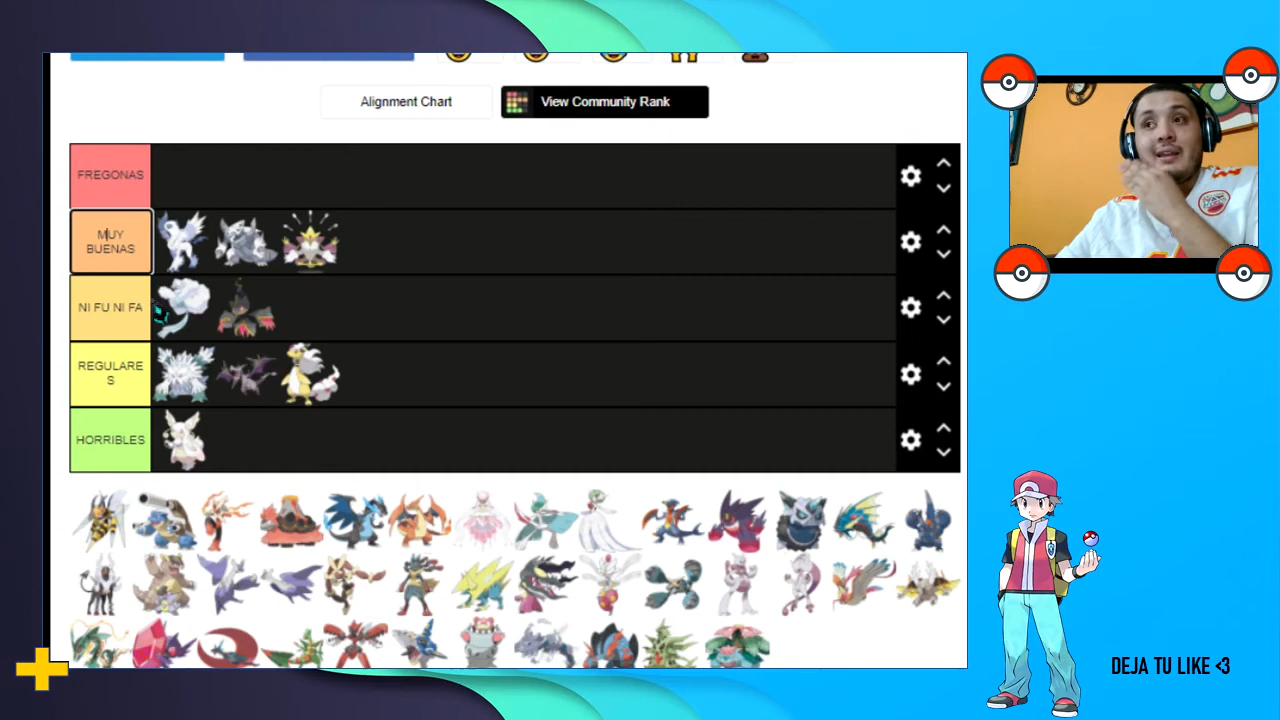 Alignment Chart
View Community Rank
FREGONAS
MUY
BUENAS
NI FU NI FA
REGULARE
S
HORRIBLES
DEJA TU LIKE <3